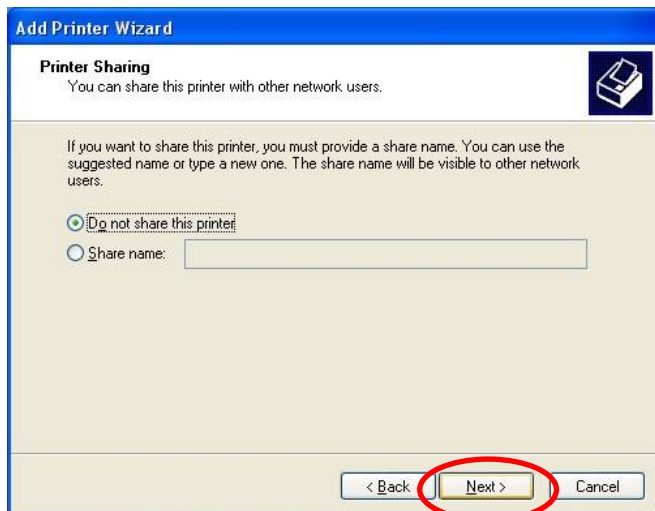 Add Printer Wizard
Printer Sharing
You can share this printer with other network users.
If you want to share this printer, you must provide a share name. You can use the
suggested name or type a new one. The share name will be visible to other network
users.
Do not share this printer
Share name:
< Back
Next >
Cancel